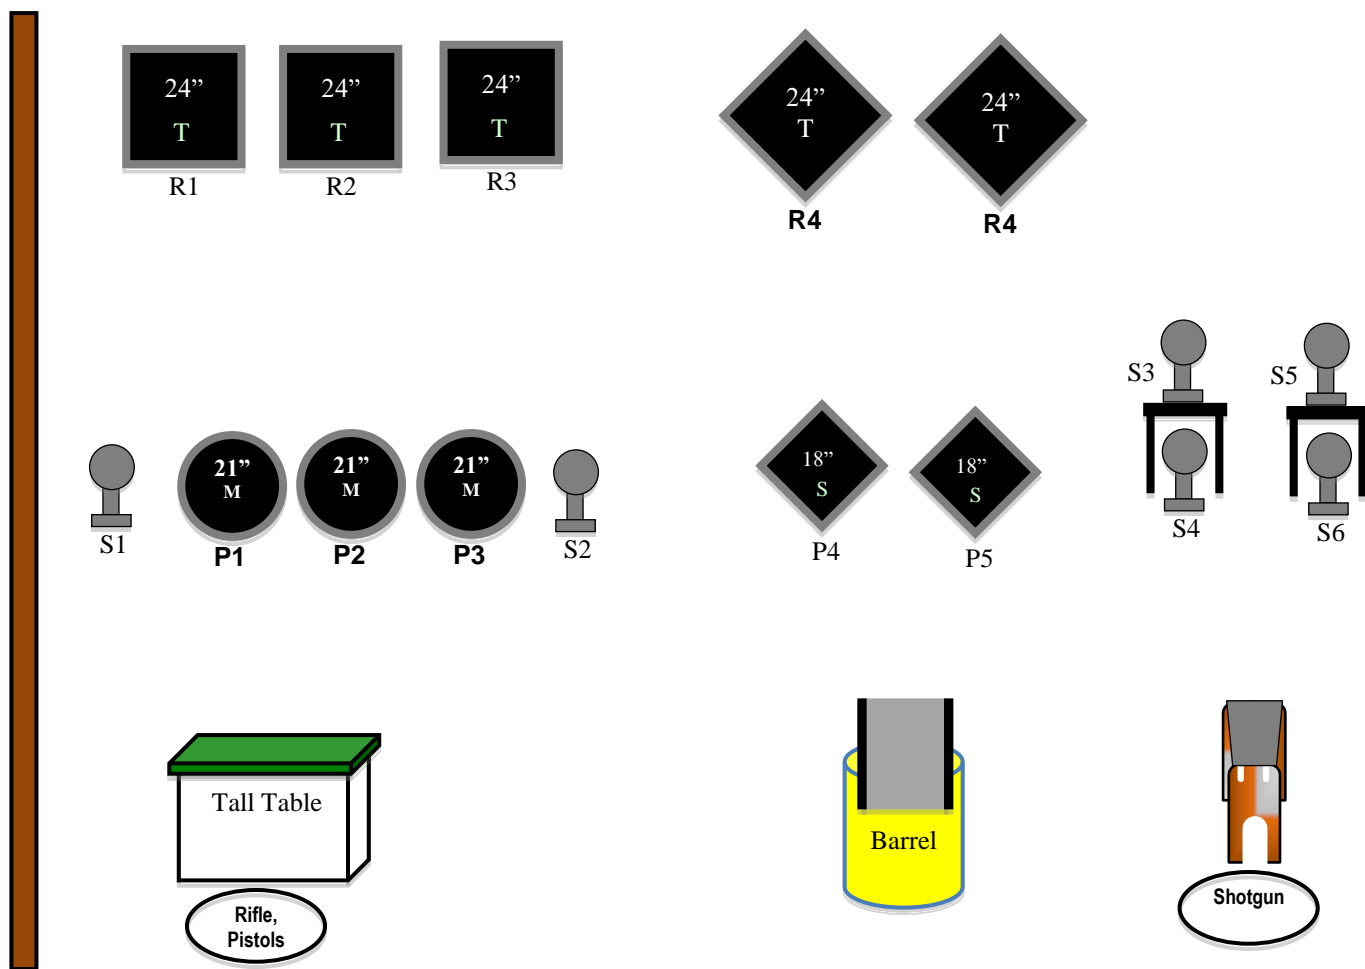 24”
T
R1
24”
T
R2
24”
T
R3
24”
T
R4
24”
T
R4
S1
21”
M
P1
21”
M
P2
21”
M
P3
S2
18”
S
P4
18”
S
P5
S3
S4
S5
S6
Tall Table
Rifle,
Pistols
Barrel
Shotgun